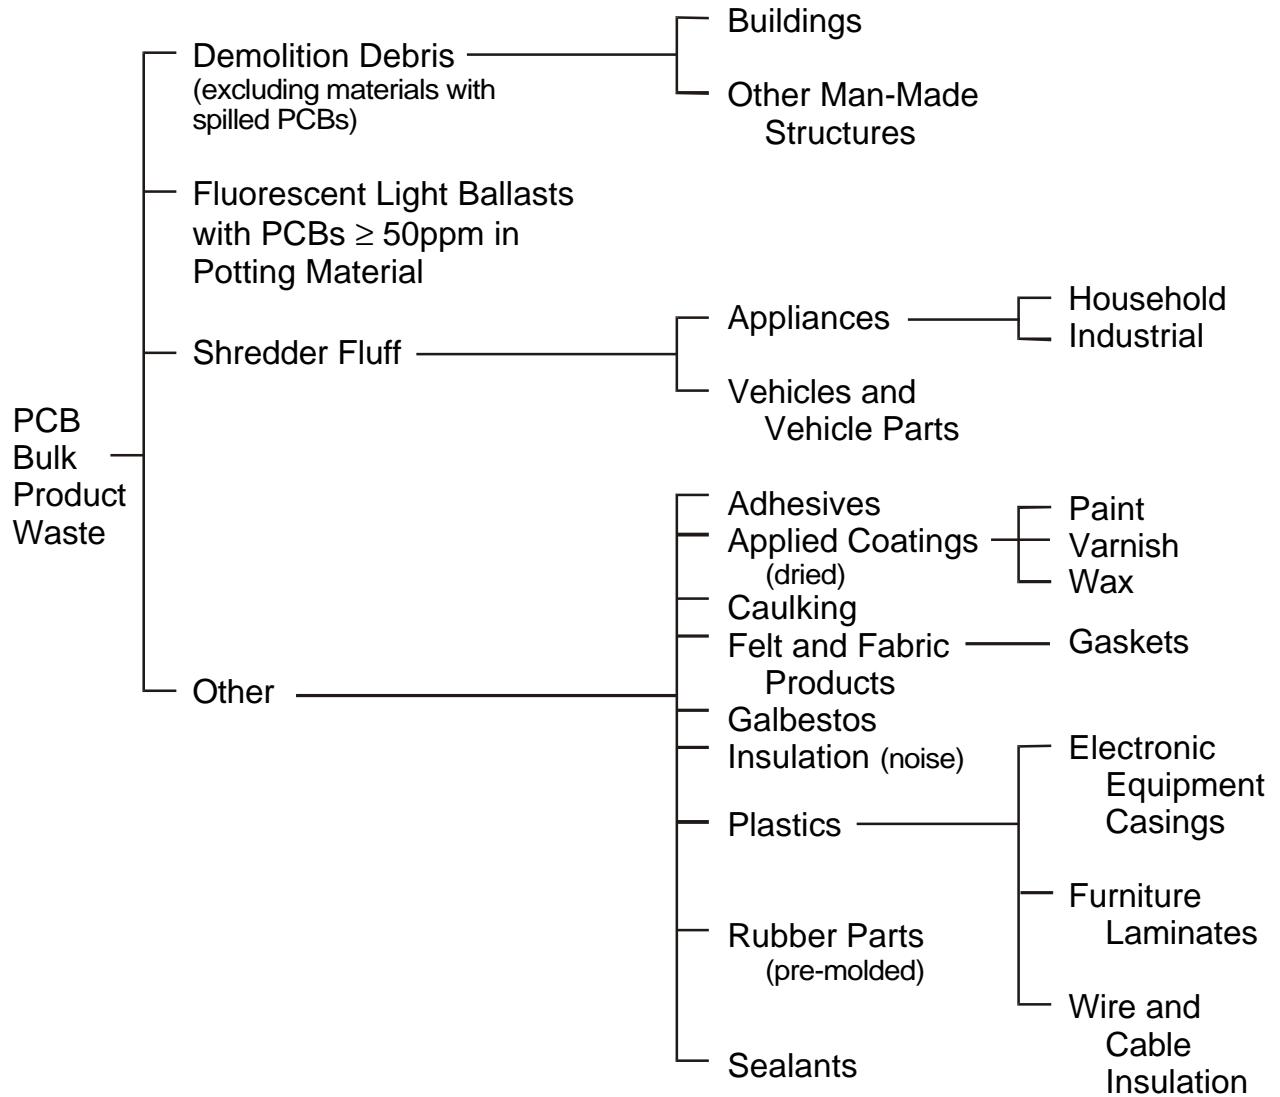 PCB
Bulk
Product
Waste
Demolition Debris
(excluding materials with
spilled PCBs)
Buildings
Other Man-Made
Structures
Fluorescent Light Ballasts
with PCBs ≥ 50ppm in
Potting Material
Shredder Fluff
Appliances
Household
Industrial
Vehicles and
Vehicle Parts
Other
Adhesives
Applied Coatings
(dried)
Paint
Varnish
Wax
Caulking
Felt and Fabric
Products
Gaskets
Galbestos
Insulation (noise)
Plastics
Electronic
Equipment
Casings
Furniture
Laminates
Wire and
Cable
Insulation
Rubber Parts
(pre-molded)
Sealants